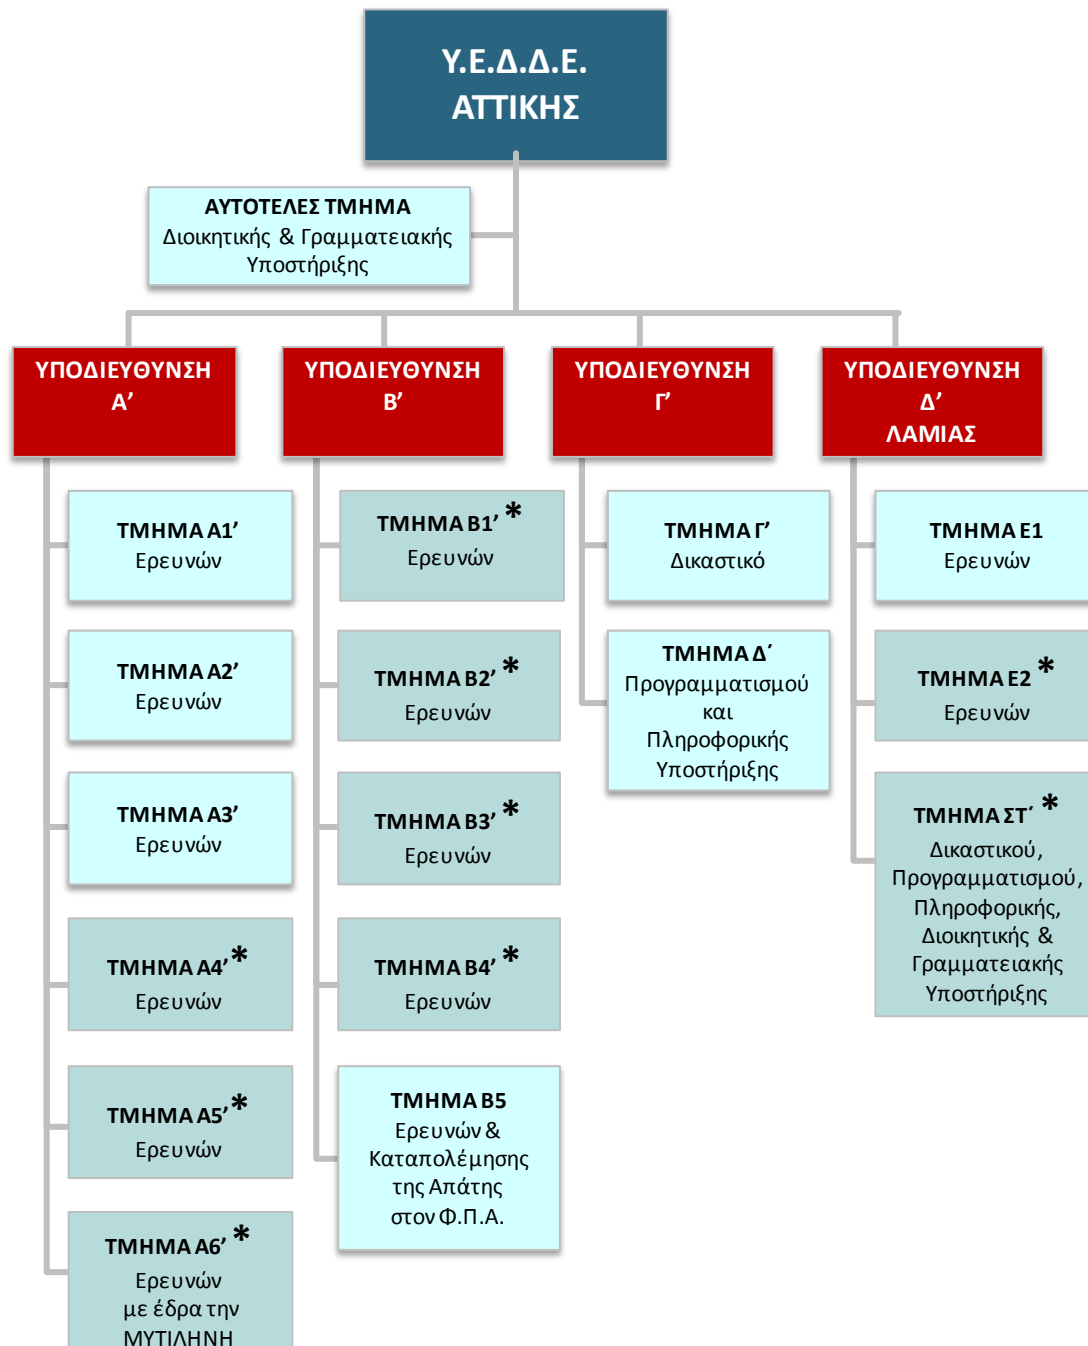 Υ.Ε.Δ.Δ.Ε.
ΑΤΤΙΚΗΣ
ΑΥΤΟΤΕΛΕΣ ΤΜΗΜΑ
Διοικητικής & Γραμματειακής
Υποστήριξης
ΥΠΟΔΙΕΥΘΥΝΣΗ
Α’
ΤΜΗΜΑ Α1’
Ερευνών
ΤΜΗΜΑ Α2’
Ερευνών
ΤΜΗΜΑ Α3’
Ερευνών
ΤΜΗΜΑ Α4’ *
Ερευνών
ΤΜΗΜΑ Α5’ *
Ερευνών
ΤΜΗΜΑ Α6’ *
Ερευνών
με έδρα την
ΜΥΤΙΛΗΝΗ
ΥΠΟΔΙΕΥΘΥΝΣΗ
Β’
ΤΜΗΜΑ Β1’ *
Ερευνών
ΤΜΗΜΑ Β2’ *
Ερευνών
ΤΜΗΜΑ Β3’ *
Ερευνών
ΤΜΗΜΑ Β4’ *
Ερευνών
ΤΜΗΜΑ Β5
Ερευνών &
Καταπολέμησης
της Απάτης
στον Φ.Π.Α.
ΥΠΟΔΙΕΥΘΥΝΣΗ
Γ’
ΤΜΗΜΑ Γ’
Δικαστικό
ΤΜΗΜΑ Δ΄
Προγραμματισμού
και
Πληροφορικής
Υποστήριξης
ΥΠΟΔΙΕΥΘΥΝΣΗ
Δ’
ΛΑΜΙΑΣ
ΤΜΗΜΑ Ε1
Ερευνών
ΤΜΗΜΑ Ε2 *
Ερευνών
ΤΜΗΜΑ ΣΤ΄ *
Δικαστικού,
Προγραμματισμού,
Πληροφορικής,
Διοικητικής &
Γραμματειακής
Υποστήριξης